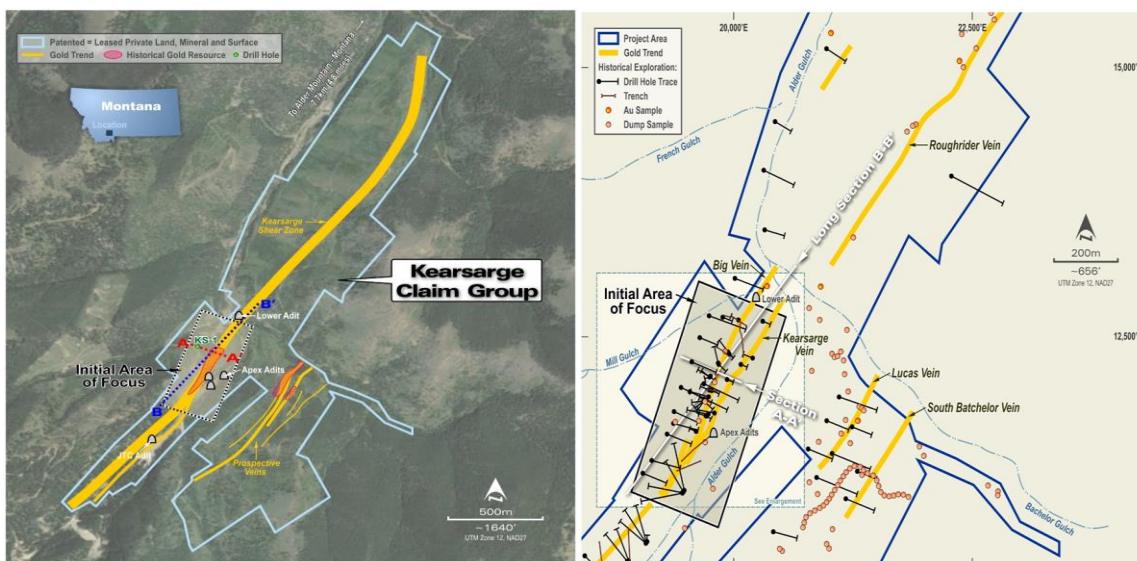 Patented = Leased Private Land, Mineral and Surface
Gold Trend
Historical Gold Resource
Drill Hole
Montana
Location
To Alder Mountain - Montana
Kearsarge
Shear Zone
Kearsarge
Claim Group
B'
Lower Adit
A
KS-1
A'
Initial Area
of Focus
Apex Adits
B
JTC Adit
Prospective
Veins
500m
~1640'
UTM Zone 12, NAD27
20,000
22,500
15,000'
12,500
Project Area
Gold Trend
Historical Exploration:
Drill Hole Trace
Trench
Au Sample
Dump Sample
Alder Gulch
French Gulch
Roughrider Vein
Long Section B-B'
200m
~656'
UTM Zone 12, NAD27
Big Vein
Initial Area
of Focus
Lower Adit
Mill Gulch
Kearsarge
Vein
Lucas Vein
South Batchelor Vein
Section
A-A'
Apex Adits
Alder Gulch
See Enlargement
Bachelor Gulch